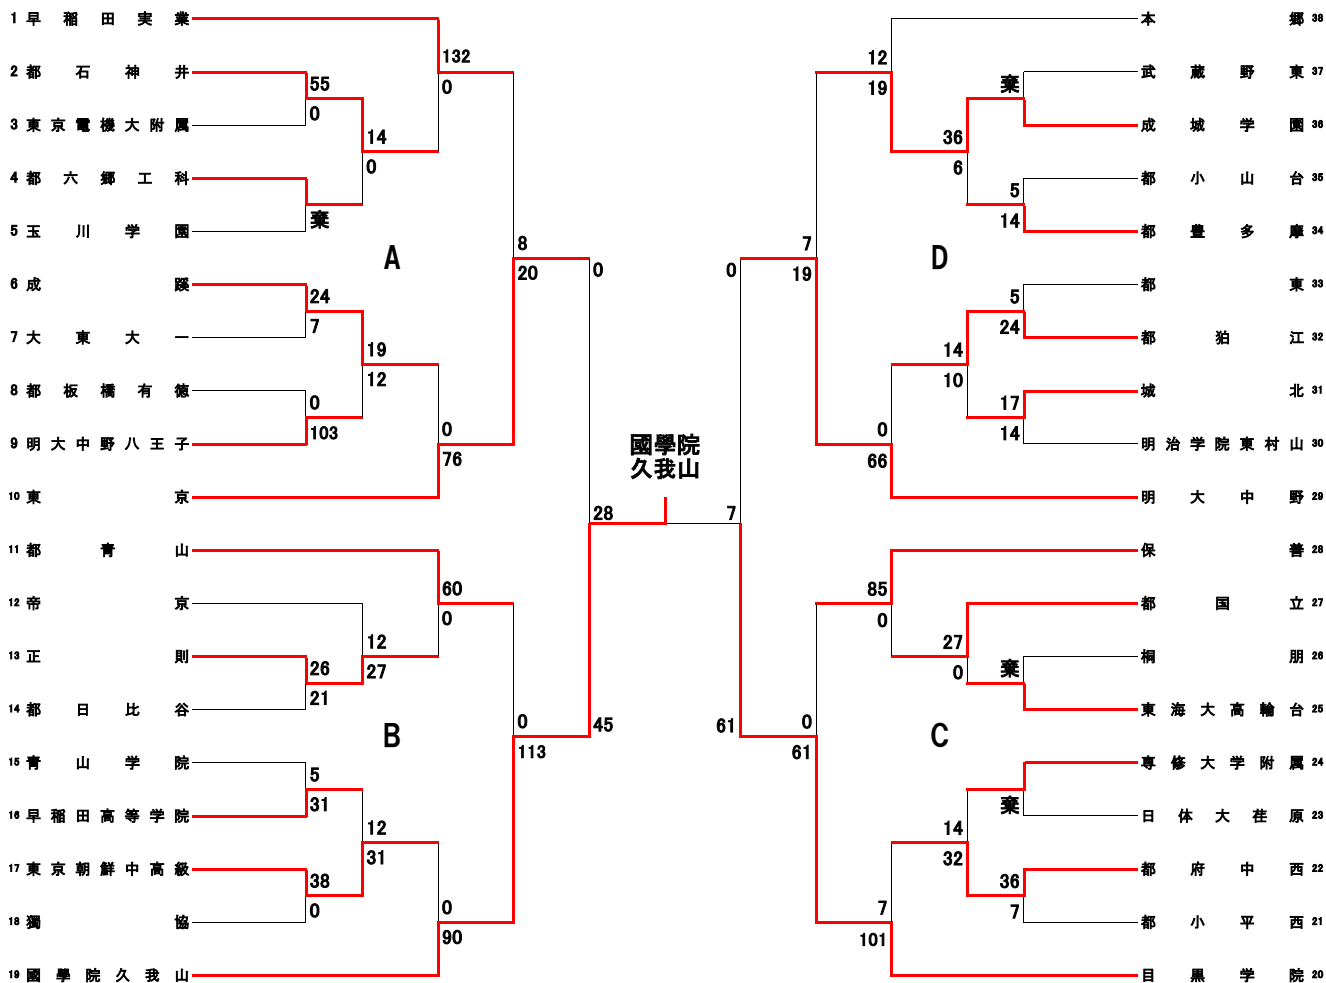 1 早稲田実業
132
2 都石神井
55
0
0
3 東京電機大附属
14
0
4 都六郷工科
棄
5 玉川学園
A
8
20
0
6 成蹊
24
7
7 大東大一
19
12
8 都板橋有徳
0
103
9 明大中野八王子
0
76
10 東京
11 都青山
60
0
12 帝京
12
27
13 正則
26
21
14 都日比谷
B
0
113
45
15 青山学院
5
31
16 早稲田高等学院
12
31
17 東京朝鮮中高級
38
0
18 獨協
0
90
19 國學院久我山
國學院
久我山
28
7
本郷 38
12
19
武蔵野東 37
棄
成城学園 36
36
6
都小山台 35
5
14
都豊多摩 34
D
7
19
0
都東 33
5
24
都狛江 32
14
10
城北 31
17
14
明治学院東村山 30
0
66
明大中野 29
保善 28
85
0
都国立 27
27
0
桐朋 26
棄
東海大高輪台 25
C
61
0
61
専修大学附属 24
棄
日体大荏原 23
14
32
都府中西 22
36
7
都小平西 21
7
101
目黒学院 20